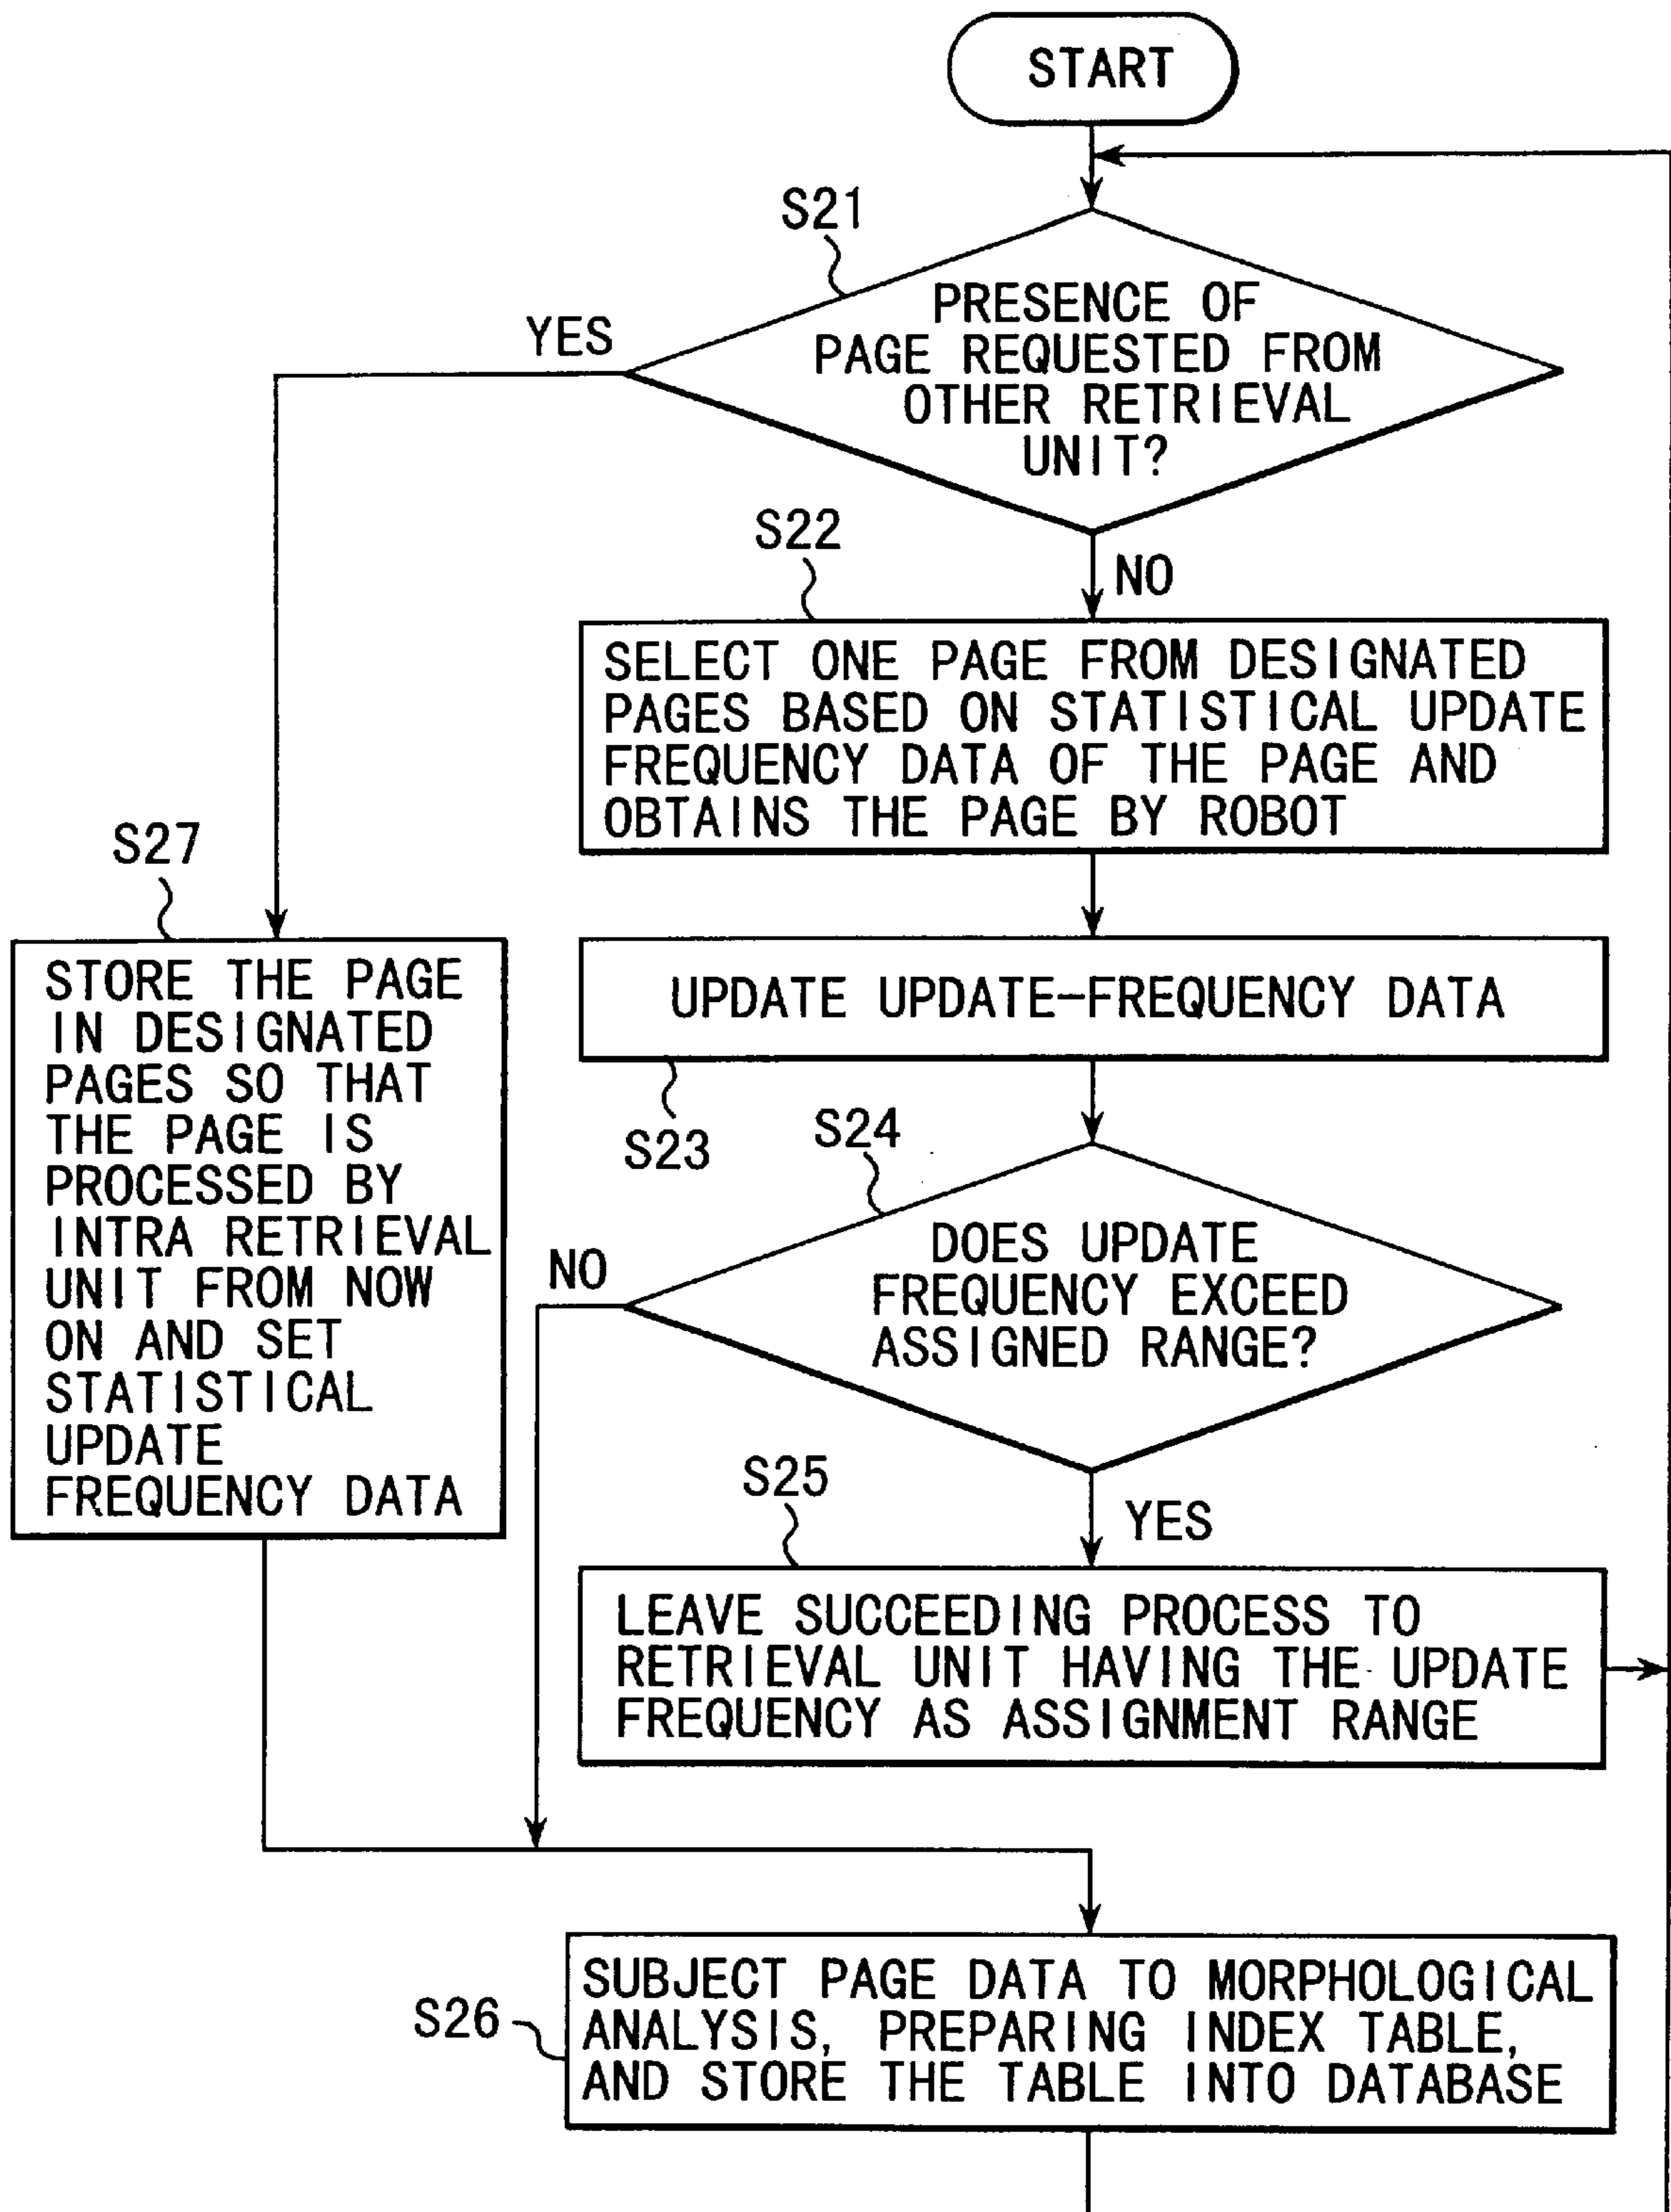 START
S21
PRESENCE OF
PAGE REQUESTED FROM
OTHER RETRIEVAL
UNIT?
YES
NO
S22
SELECT ONE PAGE FROM DESIGNATED
PAGES BASED ON STATISTICAL UPDATE
FREQUENCY DATA OF THE PAGE AND
OBTAINS THE PAGE BY ROBOT
S27
STORE THE PAGE
IN DESIGNATED
PAGES SO THAT
THE PAGE IS
PROCESSED BY
INTRA RETRIEVAL
UNIT FROM NOW
ON AND SET
STATISTICAL
UPDATE
FREQUENCY DATA
UPDATE UPDATE-FREQUENCY DATA
S23
S24
DOES UPDATE
FREQUENCY EXCEED
ASSIGNED RANGE?
NO
YES
S25
LEAVE SUCCEEDING PROCESS TO
RETRIEVAL UNIT HAVING THE UPDATE
FREQUENCY AS ASSIGNMENT RANGE
S26
SUBJECT PAGE DATA TO MORPHOLOGICAL
ANALYSIS, PREPARING INDEX TABLE,
AND STORE THE TABLE INTO DATABASE